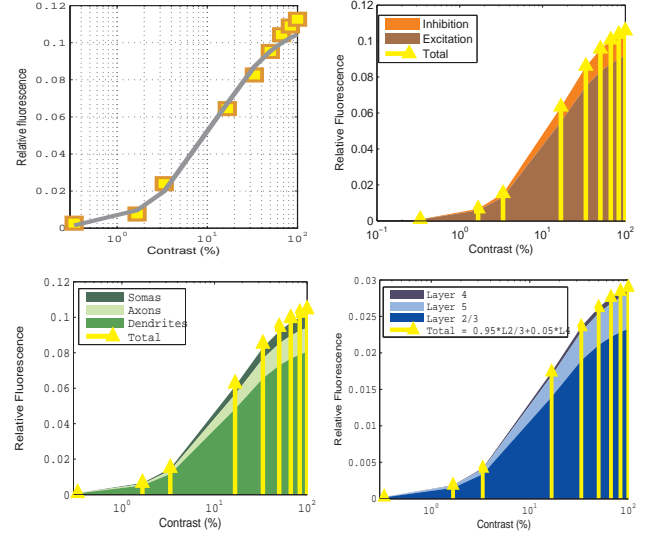 0.12
0.1
0.08
0.06
0.04
0.02
0
Relative fluorescence
10^0
10^1
10^2
Contrast (%)
0.12
0.1
0.08
0.06
0.04
0.02
0
Relative Fluorescence
Inhibition
Excitation
Total
10^-1
10^0
10^1
10^2
Contrast (%)
0.12
0.1
0.08
0.06
0.04
0.02
0
Relative Fluorescence
Somas
Axons
Dendrites
Total
10^0
10^1
10^2
Contrast (%)
0.03
0.025
0.02
0.015
0.01
0.005
0
Relative Fluorescence
Layer 4
Layer 5
Layer 2/3
Total = 0.95*L2/3+0.05*L4
10^0
10^1
10^2
Contrast (%)